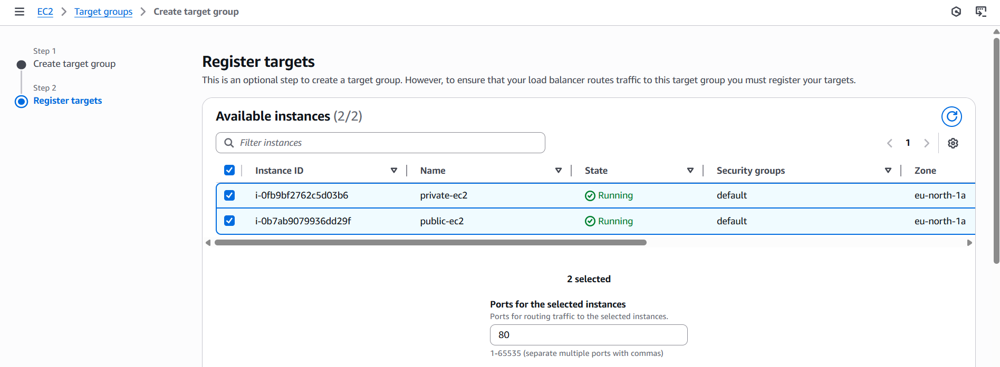 EC2 > Target groups > Create target group
Step 1
Create target group
Step 2
Register targets
Register targets
This is an optional step to create a target group. However, to ensure that your load balancer routes traffic to this target group you must register your targets.
Available instances (2/2)
Filter instances
1
Instance ID Name State Security groups Zone
i-0fb9bf2762c5d03b6 private-ec2 Running default eu-north-1a
i-0b7ab9079936dd29f public-ec2 Running default eu-north-1a
2 selected
Ports for the selected instances
Ports for routing traffic to the selected instances.
80
1-65535 (separate multiple ports with commas)